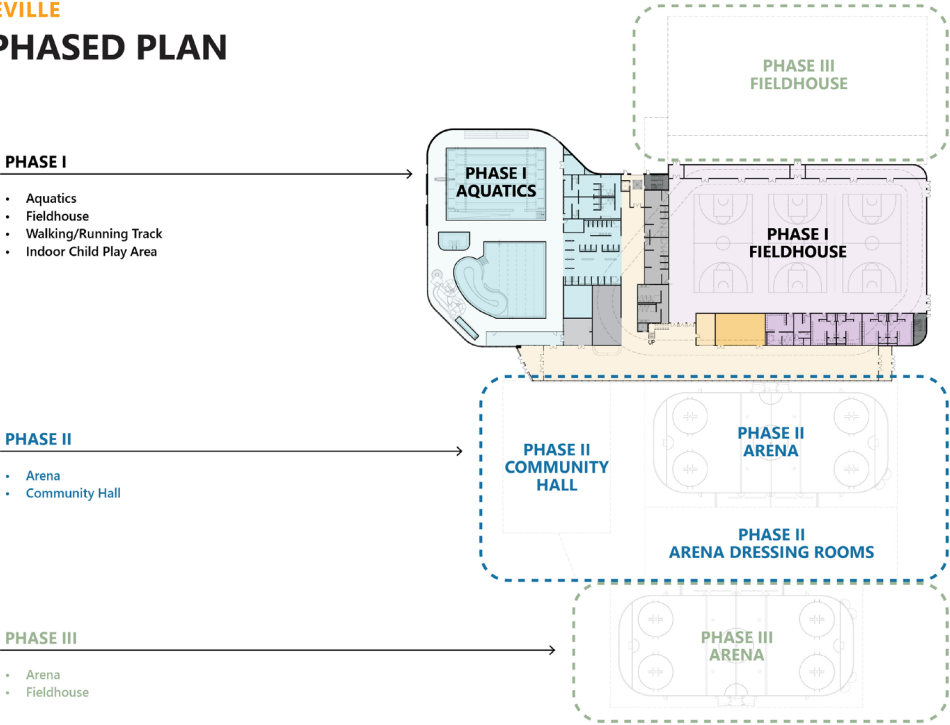 EVILLE
PHASED PLAN
PHASE I
• Aquatics
• Fieldhouse
• Walking/Running Track
• Indoor Child Play Area
PHASE II
• Arena
• Community Hall
PHASE III
• Arena
• Fieldhouse
PHASE III
FIELDHOUSE
PHASE I
AQUATICS
PHASE I
FIELDHOUSE
UP
PHASE II
COMMUNITY
HALL
PHASE II
ARENA
PHASE II
ARENA DRESSING ROOMS
PHASE III
ARENA